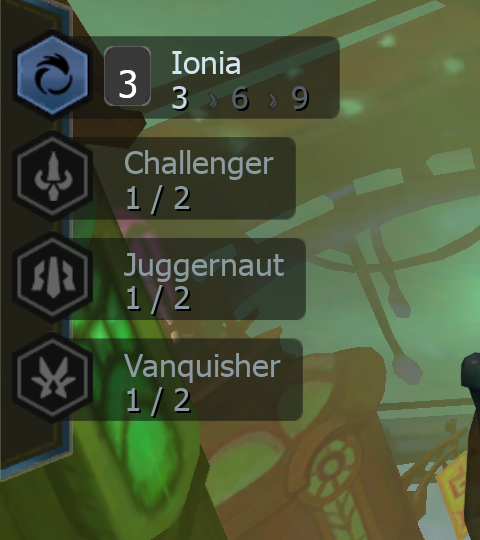 3
Ionia
3 › 6 › 9
Challenger
1 / 2
Juggernaut
1 / 2
Vanquisher
1 / 2